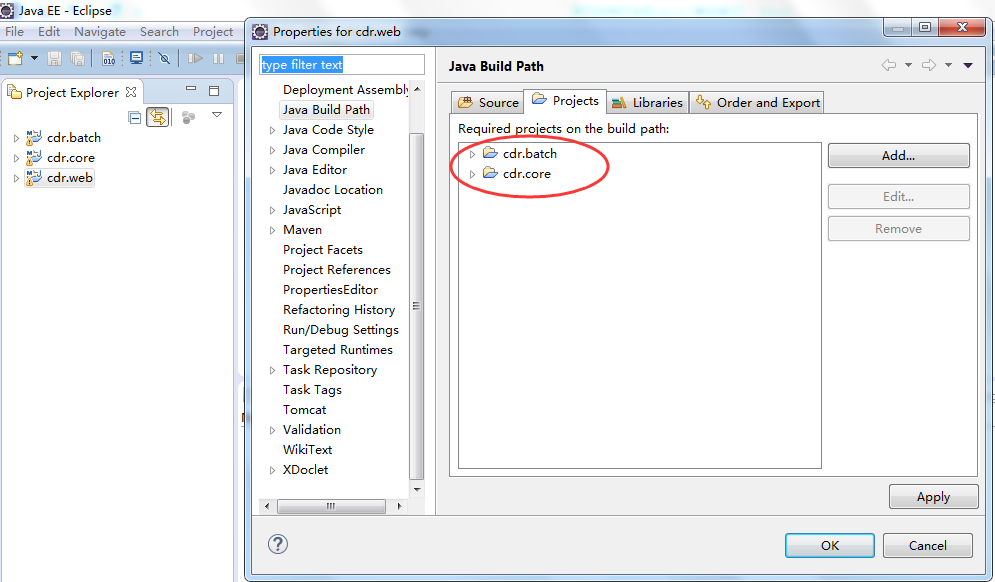 Java EE - Eclipse
File Edit Navigate Search Project
Project Explorer
cdr.batch
cdr.core
cdr.web
Properties for cdr.web
type filter text
Deployment Assembly
Java Build Path
Java Code Style
Java Compiler
Java Editor
Javadoc Location
JavaScript
Maven
Project Facets
Project References
PropertiesEditor
Refactoring History
Run/Debug Settings
Targeted Runtimes
Task Repository
Task Tags
Tomcat
Validation
WikiText
XDoclet
Java Build Path
Source Projects Libraries Order and Export
Required projects on the build path:
cdr.batch
cdr.core
Add...
Edit...
Remove
Apply
OK Cancel